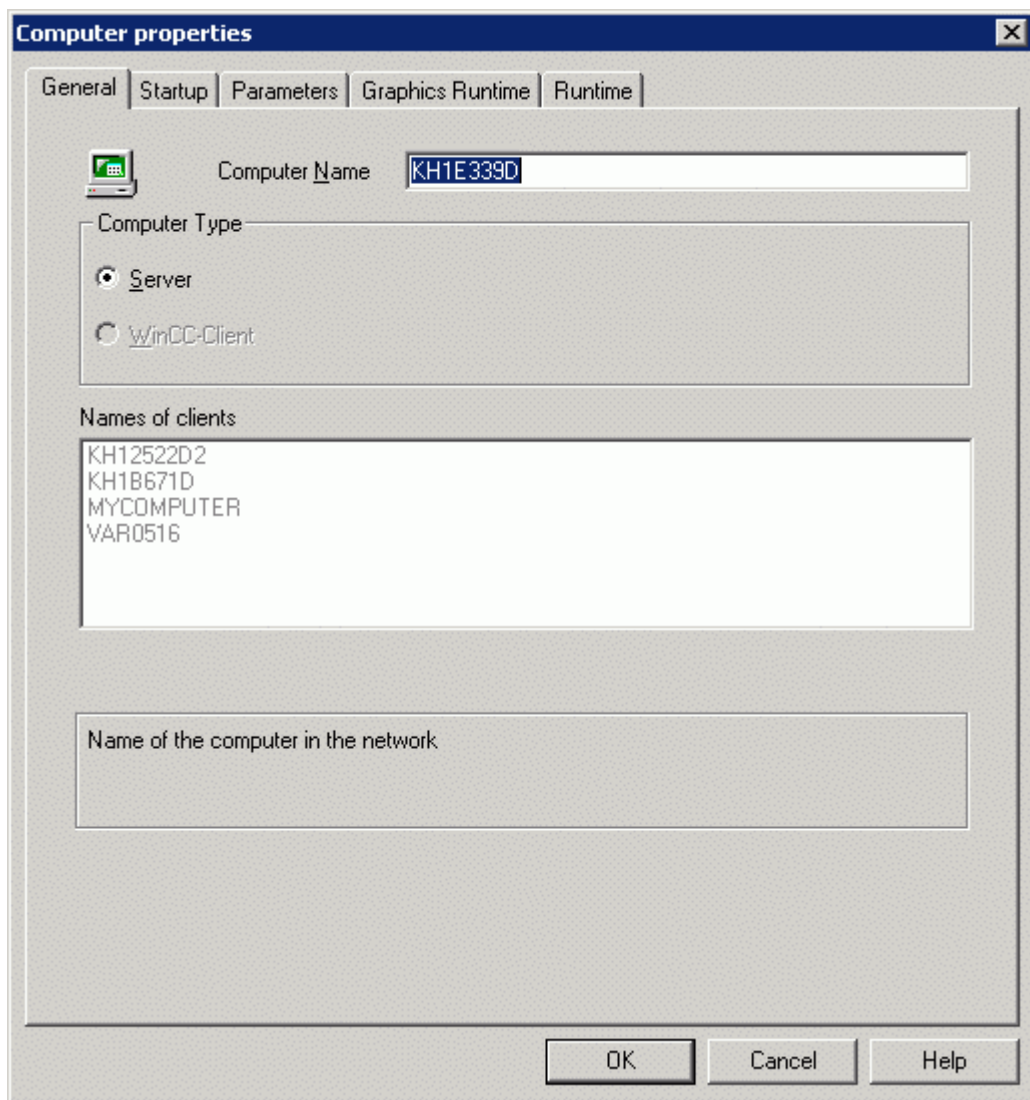 Computer properties
General Startup Parameters Graphics Runtime Runtime
Computer Name KH1E339D
Computer Type
Server
WinCC-Client
Names of clients
KH12522D2
KH1B671D
MYCOMPUTER
VAR0516
Name of the computer in the network
OK Cancel Help